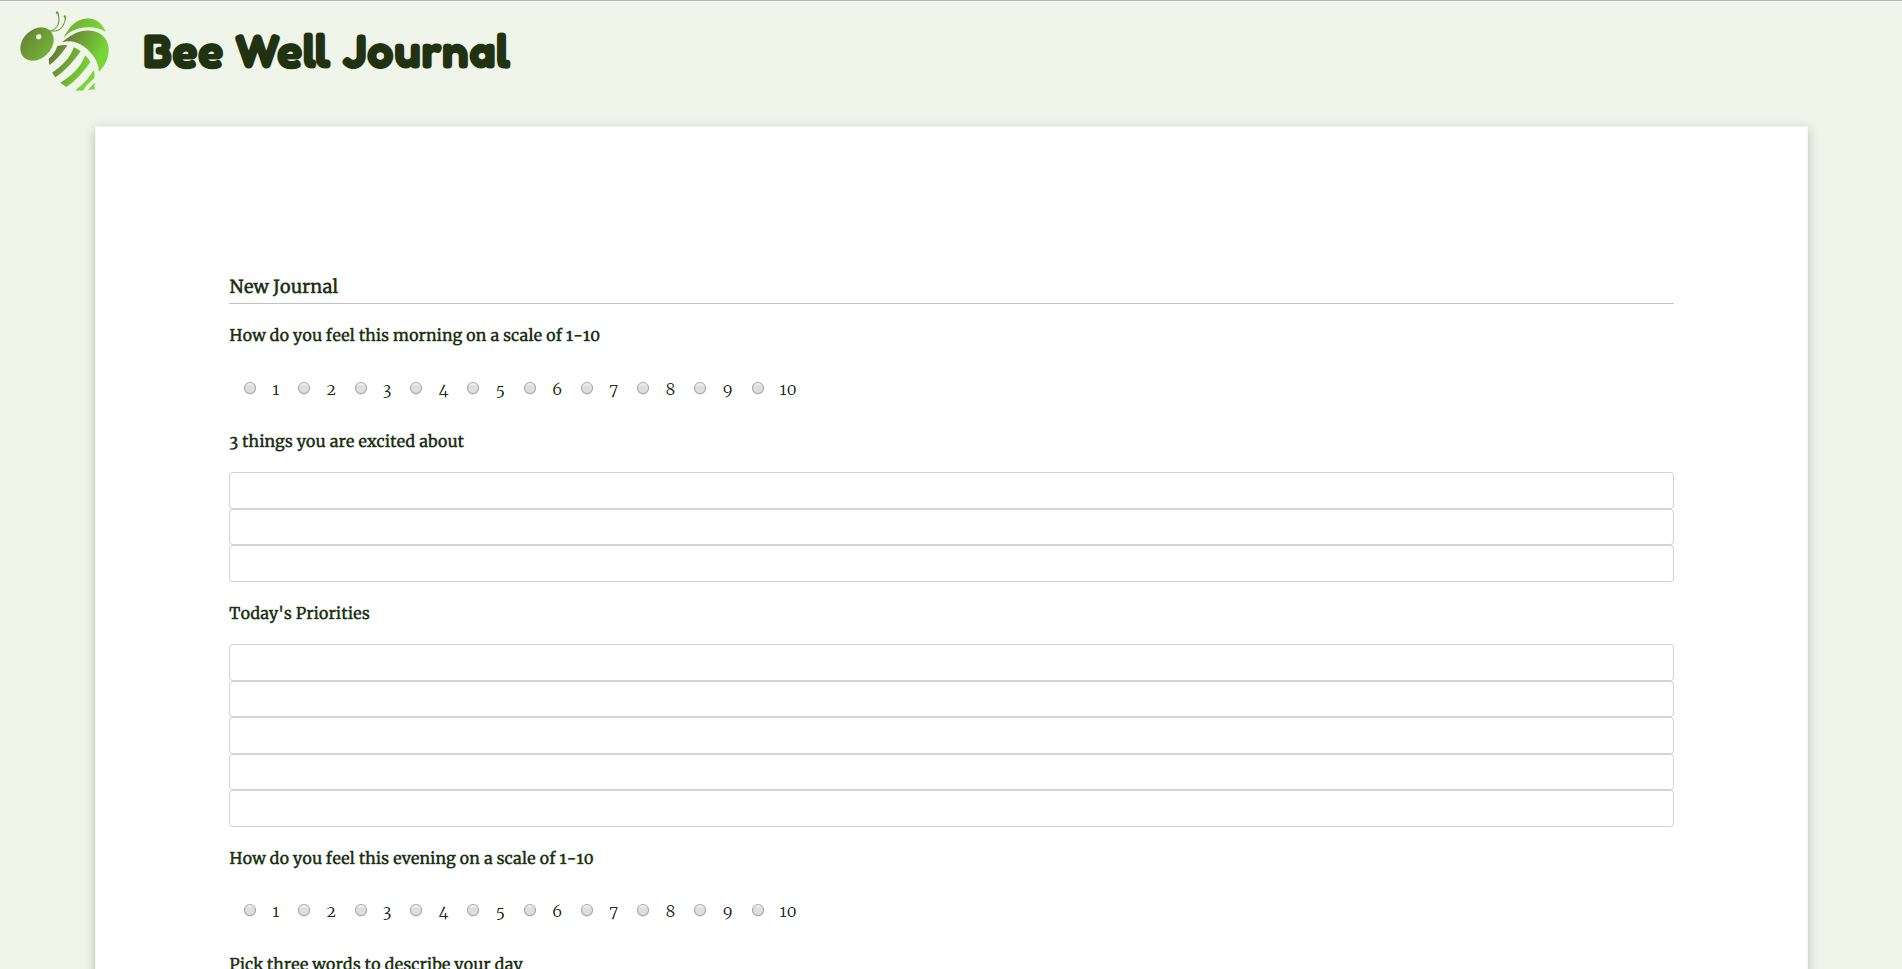 Bee Well Journal
New Journal
How do you feel this morning on a scale of 1-10
1 2 3 4 5 6 7 8 9 10
3 things you are excited about
Today's Priorities
How do you feel this evening on a scale of 1-10
1 2 3 4 5 6 7 8 9 10
Pick three words to describe your day